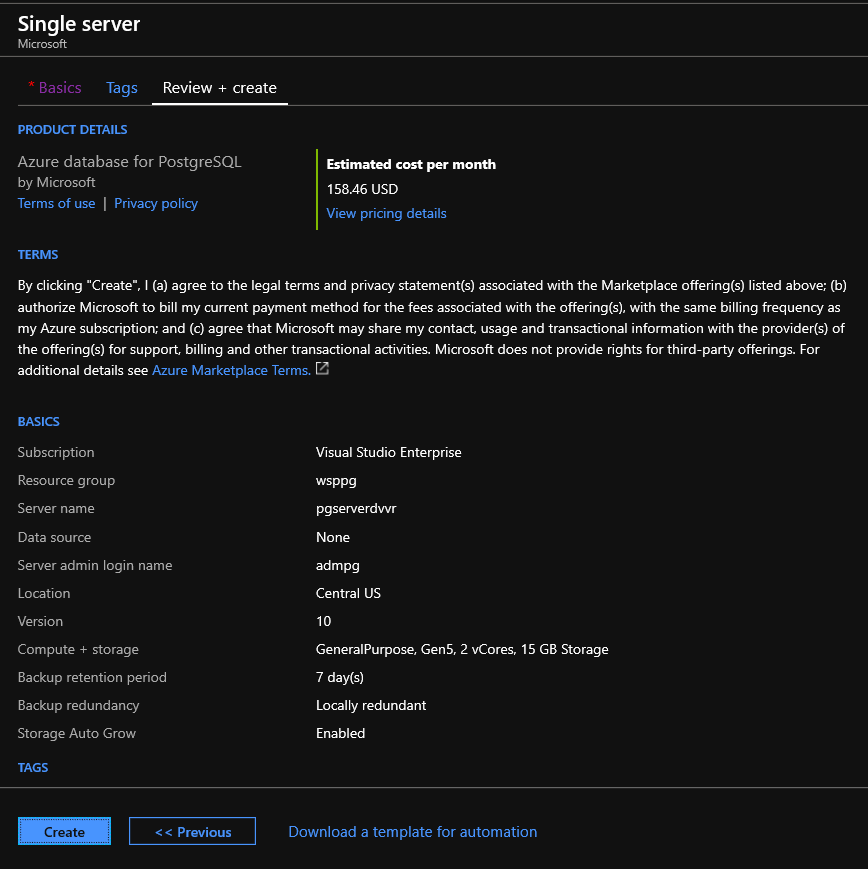 Single server
Microsoft
* Basics Tags Review + create
PRODUCT DETAILS
Azure database for PostgreSQL
by Microsoft
Terms of use | Privacy policy
Estimated cost per month
158.46 USD
View pricing details
TERMS
By clicking "Create", I (a) agree to the legal terms and privacy statement(s) associated with the Marketplace offering(s) listed above; (b)
authorize Microsoft to bill my current payment method for the fees associated with the offering(s), with the same billing frequency as
my Azure subscription; and (c) agree that Microsoft may share my contact, usage and transactional information with the provider(s) of
the offering(s) for support, billing and other transactional activities. Microsoft does not provide rights for third-party offerings. For
additional details see Azure Marketplace Terms.
BASICS
Subscription Visual Studio Enterprise
Resource group wsppg
Server name pgserverdvvr
Data source None
Server admin login name admpg
Location Central US
Version 10
Compute + storage GeneralPurpose, Gen5, 2 vCores, 15 GB Storage
Backup retention period 7 day(s)
Backup redundancy Locally redundant
Storage Auto Grow Enabled
TAGS
Create << Previous Download a template for automation